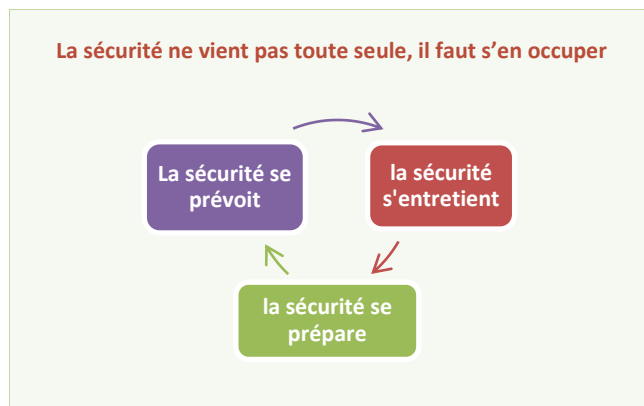 La sécurité ne vient pas toute seule, il faut s’en occuper
La sécurité se
prévoit
la sécurité
s'entretient
la sécurité se
prépare